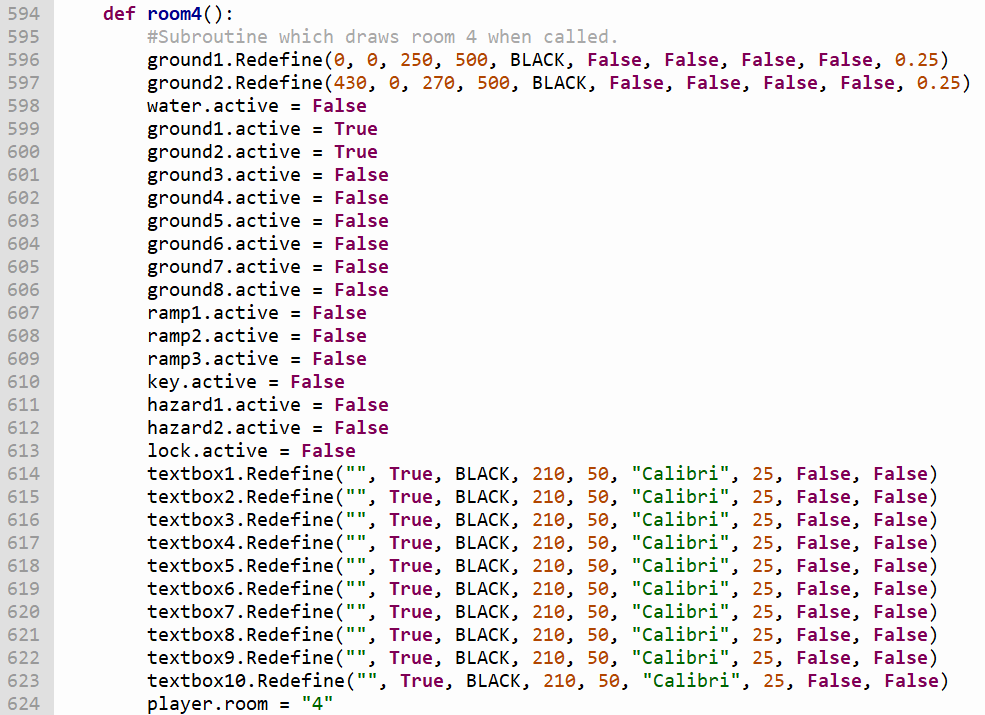 594 def room4():
595 #Subroutine which draws room 4 when called.
596 ground1.Redefine(0, 0, 250, 500, BLACK, False, False, False, False, 0.25)
597 ground2.Redefine(430, 0, 270, 500, BLACK, False, False, False, False, 0.25)
598 water.active = False
599 ground1.active = True
600 ground2.active = True
601 ground3.active = False
602 ground4.active = False
603 ground5.active = False
604 ground6.active = False
605 ground7.active = False
606 ground8.active = False
607 ramp1.active = False
608 ramp2.active = False
609 ramp3.active = False
610 key.active = False
611 hazard1.active = False
612 hazard2.active = False
613 lock.active = False
614 textbox1.Redefine("", True, BLACK, 210, 50, "Calibri", 25, False, False)
615 textbox2.Redefine("", True, BLACK, 210, 50, "Calibri", 25, False, False)
616 textbox3.Redefine("", True, BLACK, 210, 50, "Calibri", 25, False, False)
617 textbox4.Redefine("", True, BLACK, 210, 50, "Calibri", 25, False, False)
618 textbox5.Redefine("", True, BLACK, 210, 50, "Calibri", 25, False, False)
619 textbox6.Redefine("", True, BLACK, 210, 50, "Calibri", 25, False, False)
620 textbox7.Redefine("", True, BLACK, 210, 50, "Calibri", 25, False, False)
621 textbox8.Redefine("", True, BLACK, 210, 50, "Calibri", 25, False, False)
622 textbox9.Redefine("", True, BLACK, 210, 50, "Calibri", 25, False, False)
623 textbox10.Redefine("", True, BLACK, 210, 50, "Calibri", 25, False, False)
624 player.room = "4"